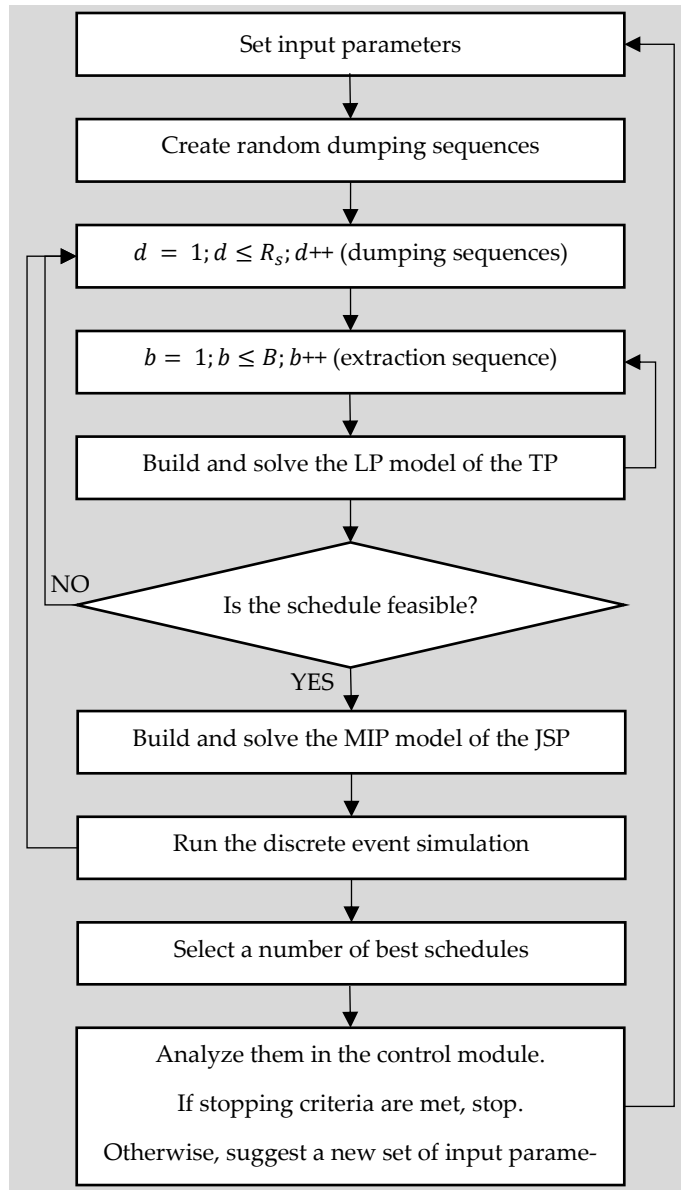 Set input parameters
Create random dumping sequences
d = 1; d ≤ Rₛ; d++ (dumping sequences)
b = 1; b ≤ B; b++ (extraction sequence)
Build and solve the LP model of the TP
NO
Is the schedule feasible?
YES
Build and solve the MIP model of the JSP
Run the discrete event simulation
Select a number of best schedules
Analyze them in the control module.
If stopping criteria are met, stop.
Otherwise, suggest a new set of input parame-